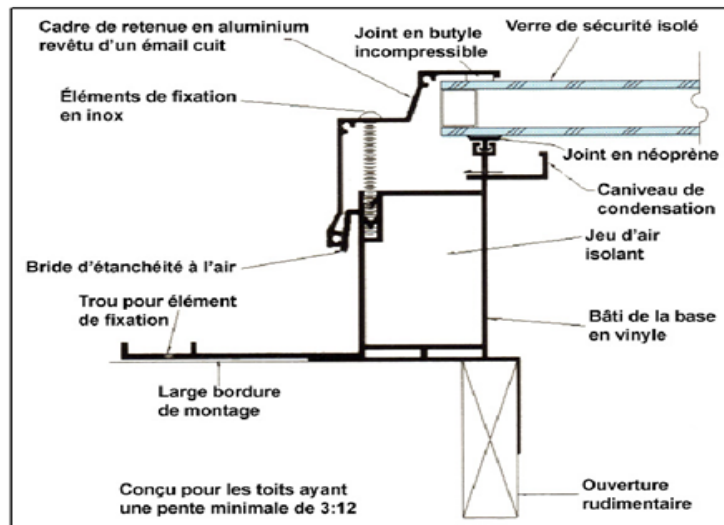 Cadre de retenue en aluminium
revêtu d'un émail cuit
Joint en butyle
incompressible
Verre de sécurité isolé
Éléments de fixation
en inox
Joint en néoprène
Caniveau de
condensation
Jeu d'air
isolant
Bride d'étanchéité à l'air
Trou pour élément
de fixation
Bâti de la base
en vinyle
Large bordure
de montage
Conçu pour les toits ayant
une pente minimale de 3:12
Ouverture
rudimentaire